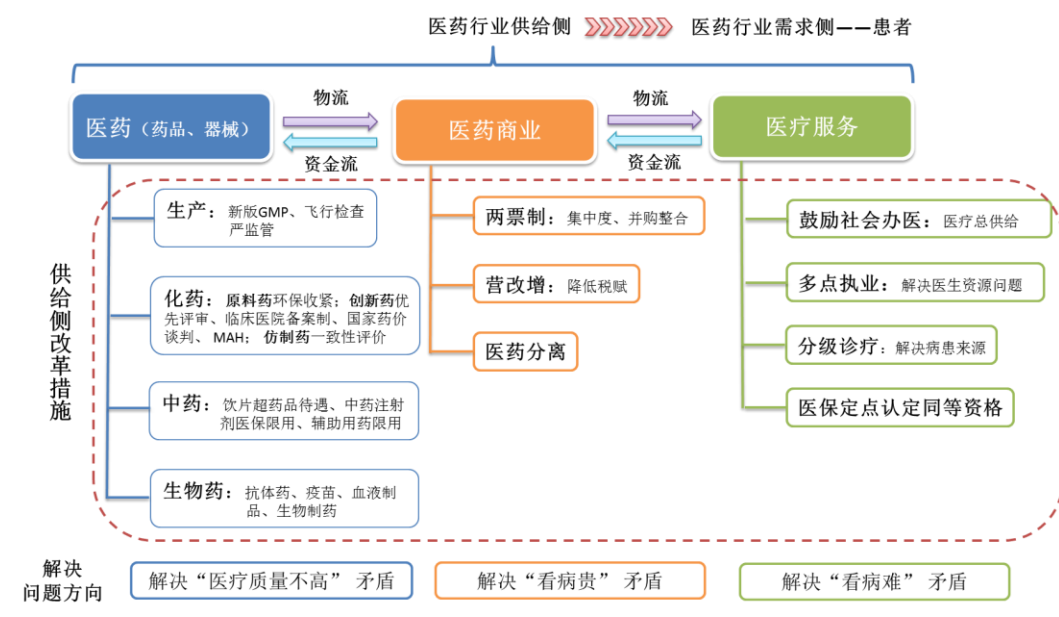 医药行业供给侧 医药行业需求侧——患者
医药（药品、器械）
物流
资金流
医药商业
物流
资金流
医疗服务
供给侧改革措施
生产：新版GMP、飞行检查
严监管
化药：原料药环保收紧；创新药优
先评审、临床医院备案制、国家药价
谈判、MAH；仿制药一致性评价
中药：饮片超药品待遇、中药注射
剂医保限用、辅助用药限用
生物药：抗体药、疫苗、血液制
品、生物制药
两票制：集中度、并购整合
营改增：降低税赋
医药分离
鼓励社会办医：医疗总供给
多点执业：解决医生资源问题
分级诊疗：解决病患来源
医保定点认定同等资格
解决
问题方向
解决“医疗质量不高”矛盾
解决“看病贵”矛盾
解决“看病难”矛盾